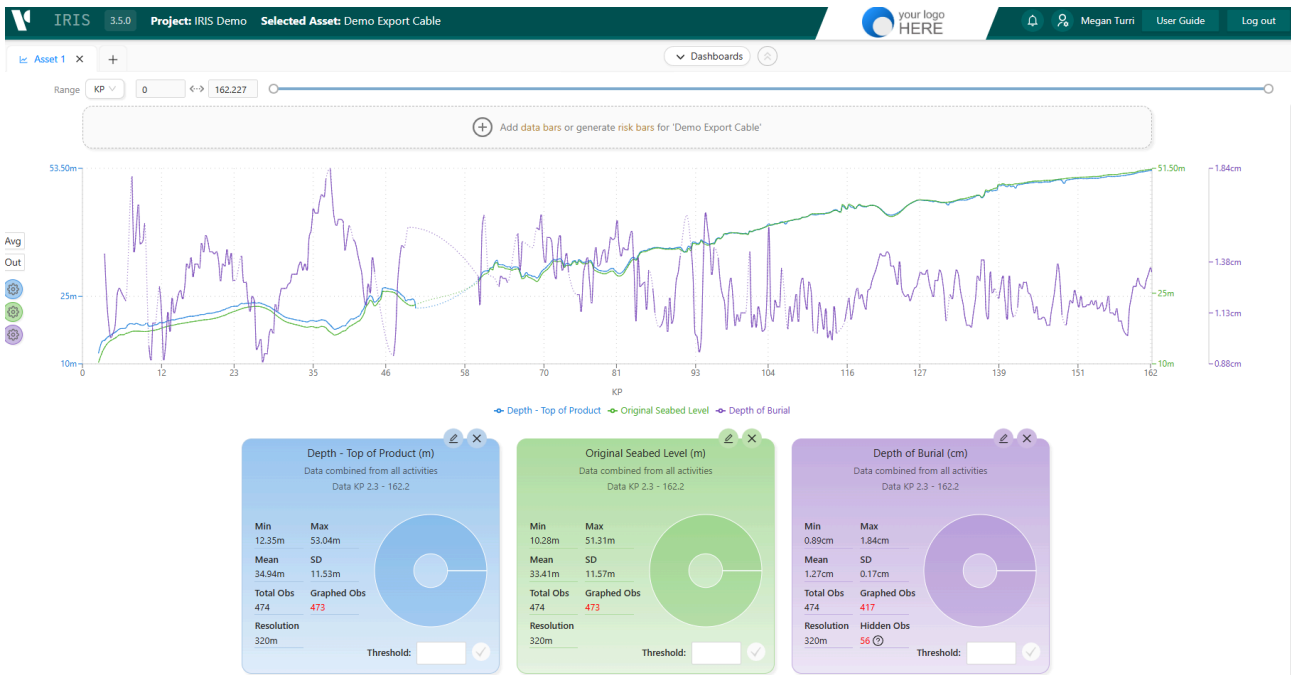 IRIS 3.5.0 Project: IRIS Demo Selected Asset: Demo Export Cable your logo HERE Megan Turri User Guide Log out
Asset 1
Dashboards
Range KP 0 162.227
Add data bars or generate risk bars for 'Demo Export Cable'
53.50m 51.50m 1.84cm
Avg
Out
1.38cm
25m 25m
1.13cm
10m 10m 0.88cm
0 12 23 35 46 58 70 81 93 104 116 127 139 151 162
KP
Depth - Top of Product Original Seabed Level Depth of Burial
Depth - Top of Product (m)
Data combined from all activities
Data KP 2.3 - 162.2
Min Max
12.35m 53.04m
Mean SD
34.94m 11.53m
Total Obs Graphed Obs
474 473
Resolution
320m
Threshold:
Original Seabed Level (m)
Data combined from all activities
Data KP 2.3 - 162.2
Min Max
10.28m 51.31m
Mean SD
33.41m 11.57m
Total Obs Graphed Obs
474 473
Resolution
320m
Threshold:
Depth of Burial (cm)
Data combined from all activities
Data KP 2.3 - 162.2
Min Max
0.89cm 1.84cm
Mean SD
1.27cm 0.17cm
Total Obs Graphed Obs
474 417
Resolution Hidden Obs
320m 56
Threshold: